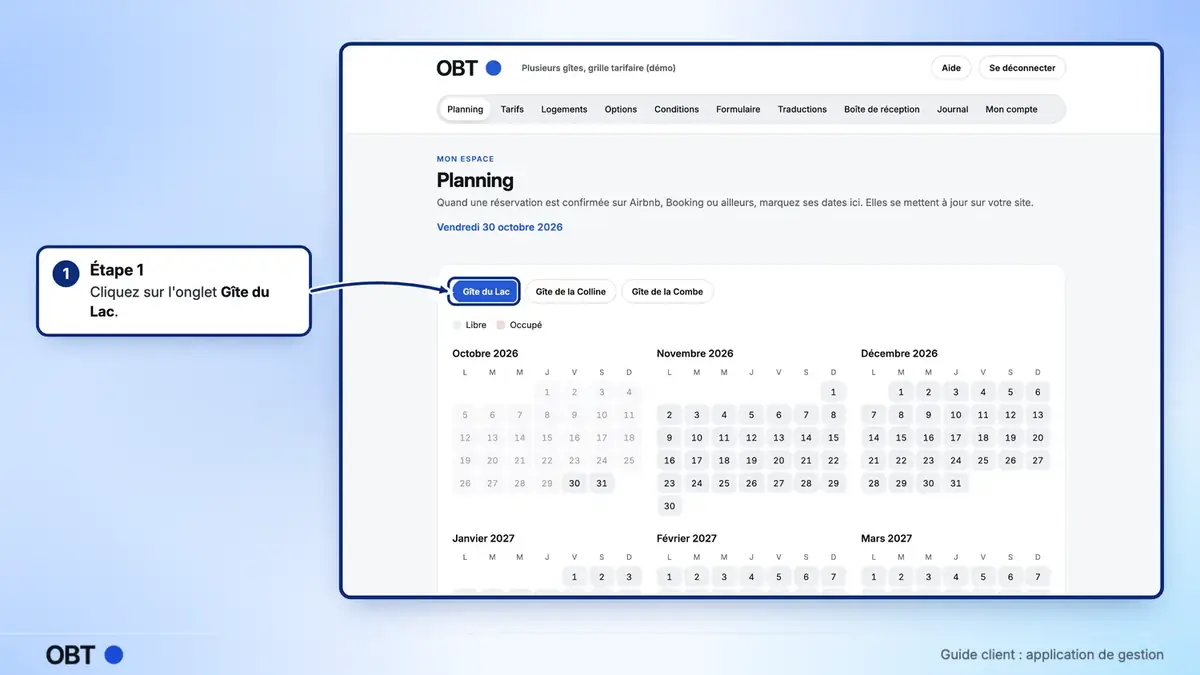 OBT
Plusieurs gîtes, grille tarifaire (démo)
Aide
Se déconnecter
Planning Tarifs Logements Options Conditions Formulaire Traductions Boîte de réception Journal Mon compte
MON ESPACE
Planning
Quand une réservation est confirmée sur Airbnb, Booking ou ailleurs, marquez ses dates ici. Elles se mettent à jour sur votre site.
Vendredi 30 octobre 2026
1
Étape 1
Cliquez sur l'onglet Gîte du
Lac.
Gîte du Lac Gîte de la Colline Gîte de la Combe
Libre Occupé
Octobre 2026
L M M J V S D
1 2 3 4
5 6 7 8 9 10 11
12 13 14 15 16 17 18
19 20 21 22 23 24 25
26 27 28 29 30 31
Novembre 2026
L M M J V S D
1
2 3 4 5 6 7 8
9 10 11 12 13 14 15
16 17 18 19 20 21 22
23 24 25 26 27 28 29
30
Décembre 2026
L M M J V S D
1 2 3 4 5 6
7 8 9 10 11 12 13
14 15 16 17 18 19 20
21 22 23 24 25 26 27
28 29 30 31
Janvier 2027
L M M J V S D
1 2 3
Février 2027
L M M J V S D
1 2 3 4 5 6 7
Mars 2027
L M M J V S D
1 2 3 4 5 6 7
OBT
Guide client : application de gestion